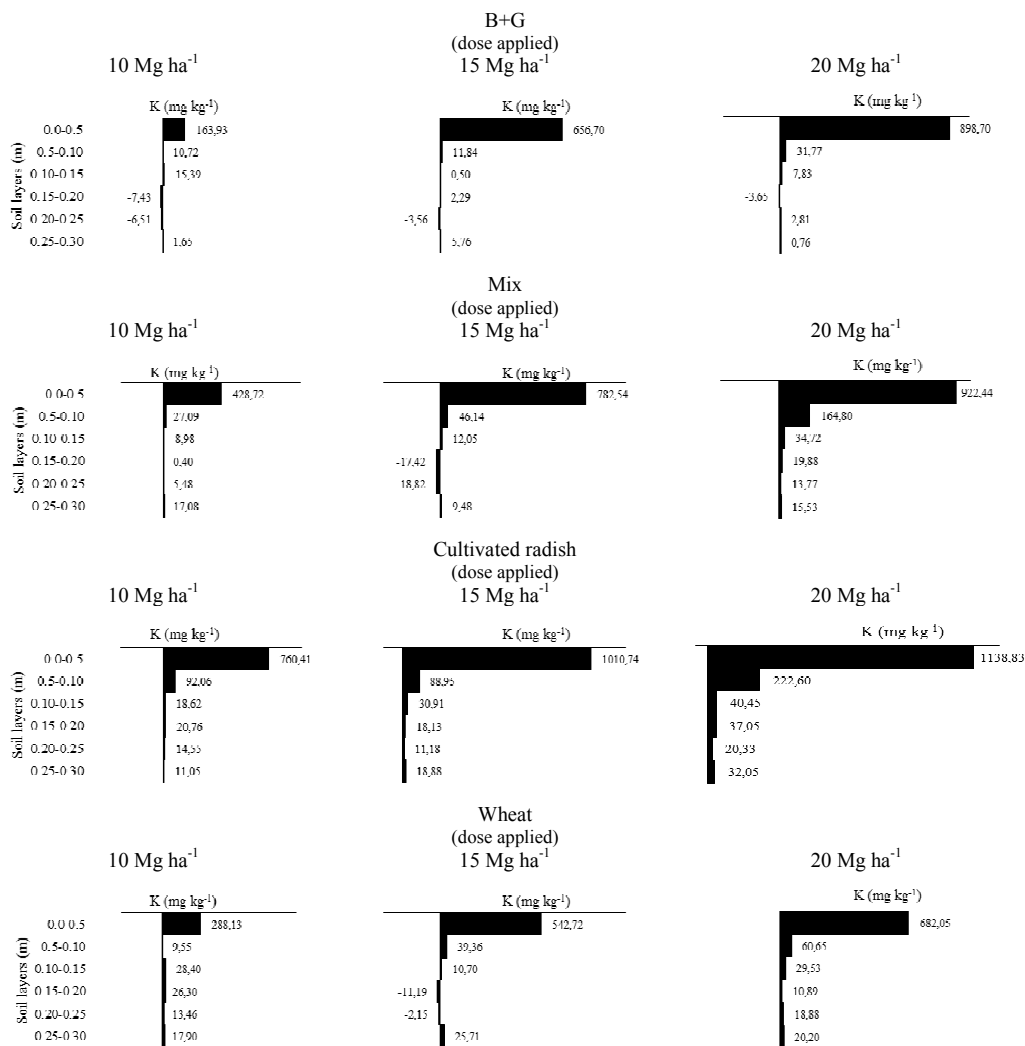 B+G
(dose applied)
10 Mg ha⁻¹ 15 Mg ha⁻¹ 20 Mg ha⁻¹
K (mg kg⁻¹) K (mg kg⁻¹) K (mg kg⁻¹)
Soil layers (m)
0.0-0.5 163,93 656,70 898,70
0.5-0.10 10,72 11,84 31,77
0.10-0.15 15,39 0,50 7,83
0.15-0.20 -7,43 2,29 -3,65
0.20-0.25 -6,51 -3,56 2,81
0.25-0.30 1,65 5,76 0,76
Mix
(dose applied)
10 Mg ha⁻¹ 15 Mg ha⁻¹ 20 Mg ha⁻¹
K (mg kg⁻¹) K (mg kg⁻¹) K (mg kg⁻¹)
Soil layers (m)
0.0-0.5 428,72 782,54 922,44
0.5-0.10 27,09 46,14 164,80
0.10-0.15 8,98 12,05 34,72
0.15-0.20 0,40 -17,42 19,88
0.20-0.25 5,48 18,82 13,77
0.25-0.30 17,08 9,48 15,53
Cultivated radish
(dose applied)
10 Mg ha⁻¹ 15 Mg ha⁻¹ 20 Mg ha⁻¹
K (mg kg⁻¹) K (mg kg⁻¹) K (mg kg⁻¹)
Soil layers (m)
0.0-0.5 760,41 1010,74 1138,83
0.5-0.10 92,06 88,95 222,60
0.10-0.15 18,62 30,91 40,45
0.15-0.20 20,76 18,13 37,05
0.20-0.25 14,55 11,18 20,33
0.25-0.30 11,05 18,88 32,05
Wheat
(dose applied)
10 Mg ha⁻¹ 15 Mg ha⁻¹ 20 Mg ha⁻¹
K (mg kg⁻¹) K (mg kg⁻¹) K (mg kg⁻¹)
Soil layers (m)
0.0-0.5 288,13 542,72 682,05
0.5-0.10 9,55 39,36 60,65
0.10-0.15 28,40 10,70 29,53
0.15-0.20 26,30 -11,19 10,89
0.20-0.25 13,46 -2,15 18,88
0.25-0.30 17,90 25,71 20,20